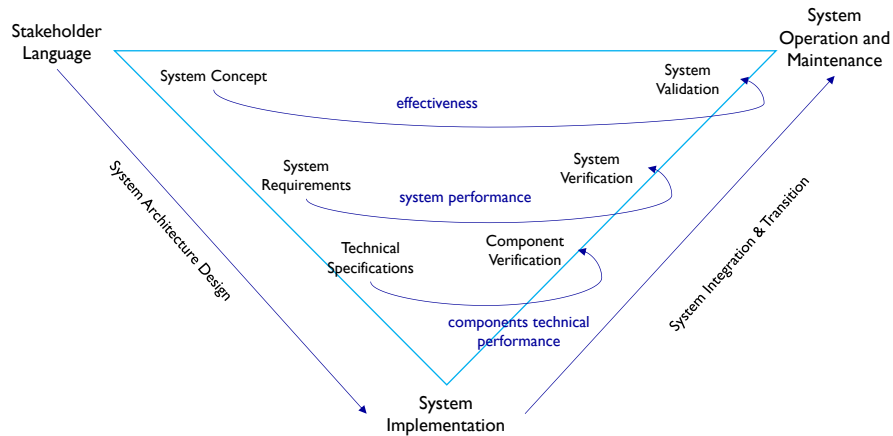 Stakeholder
Language
System
Operation and
Maintenance
System Concept
System
Validation
effectiveness
System Architecture Design
System
Requirements
System
Verification
system performance
Technical
Specifications
Component
Verification
System Integration & Transition
components technical
performance
System
Implementation